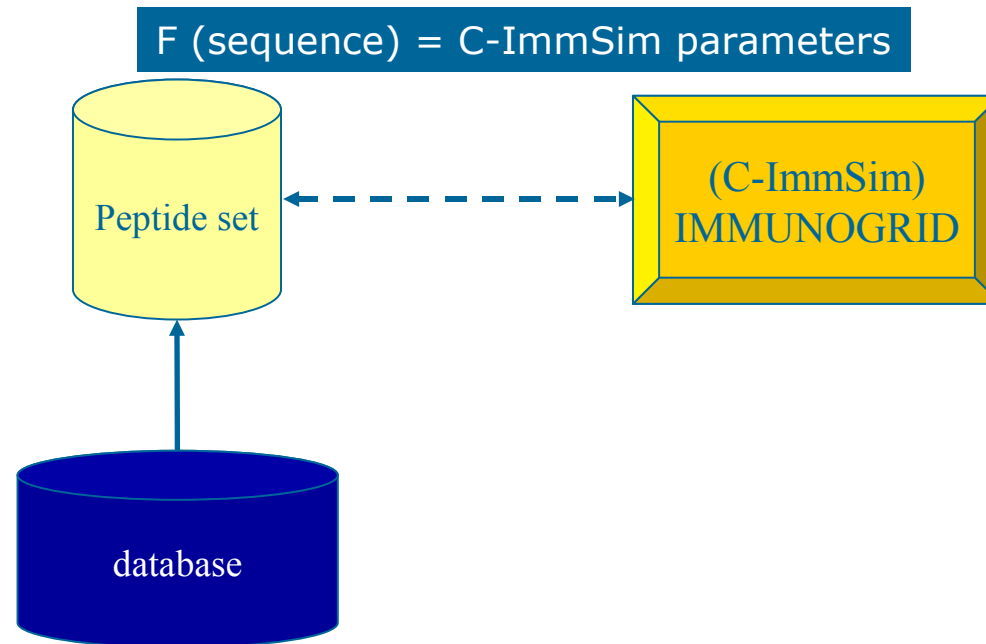 F (sequence) = C-ImmSim parameters
Peptide set
(C-ImmSim)
IMMUNOGRID
database